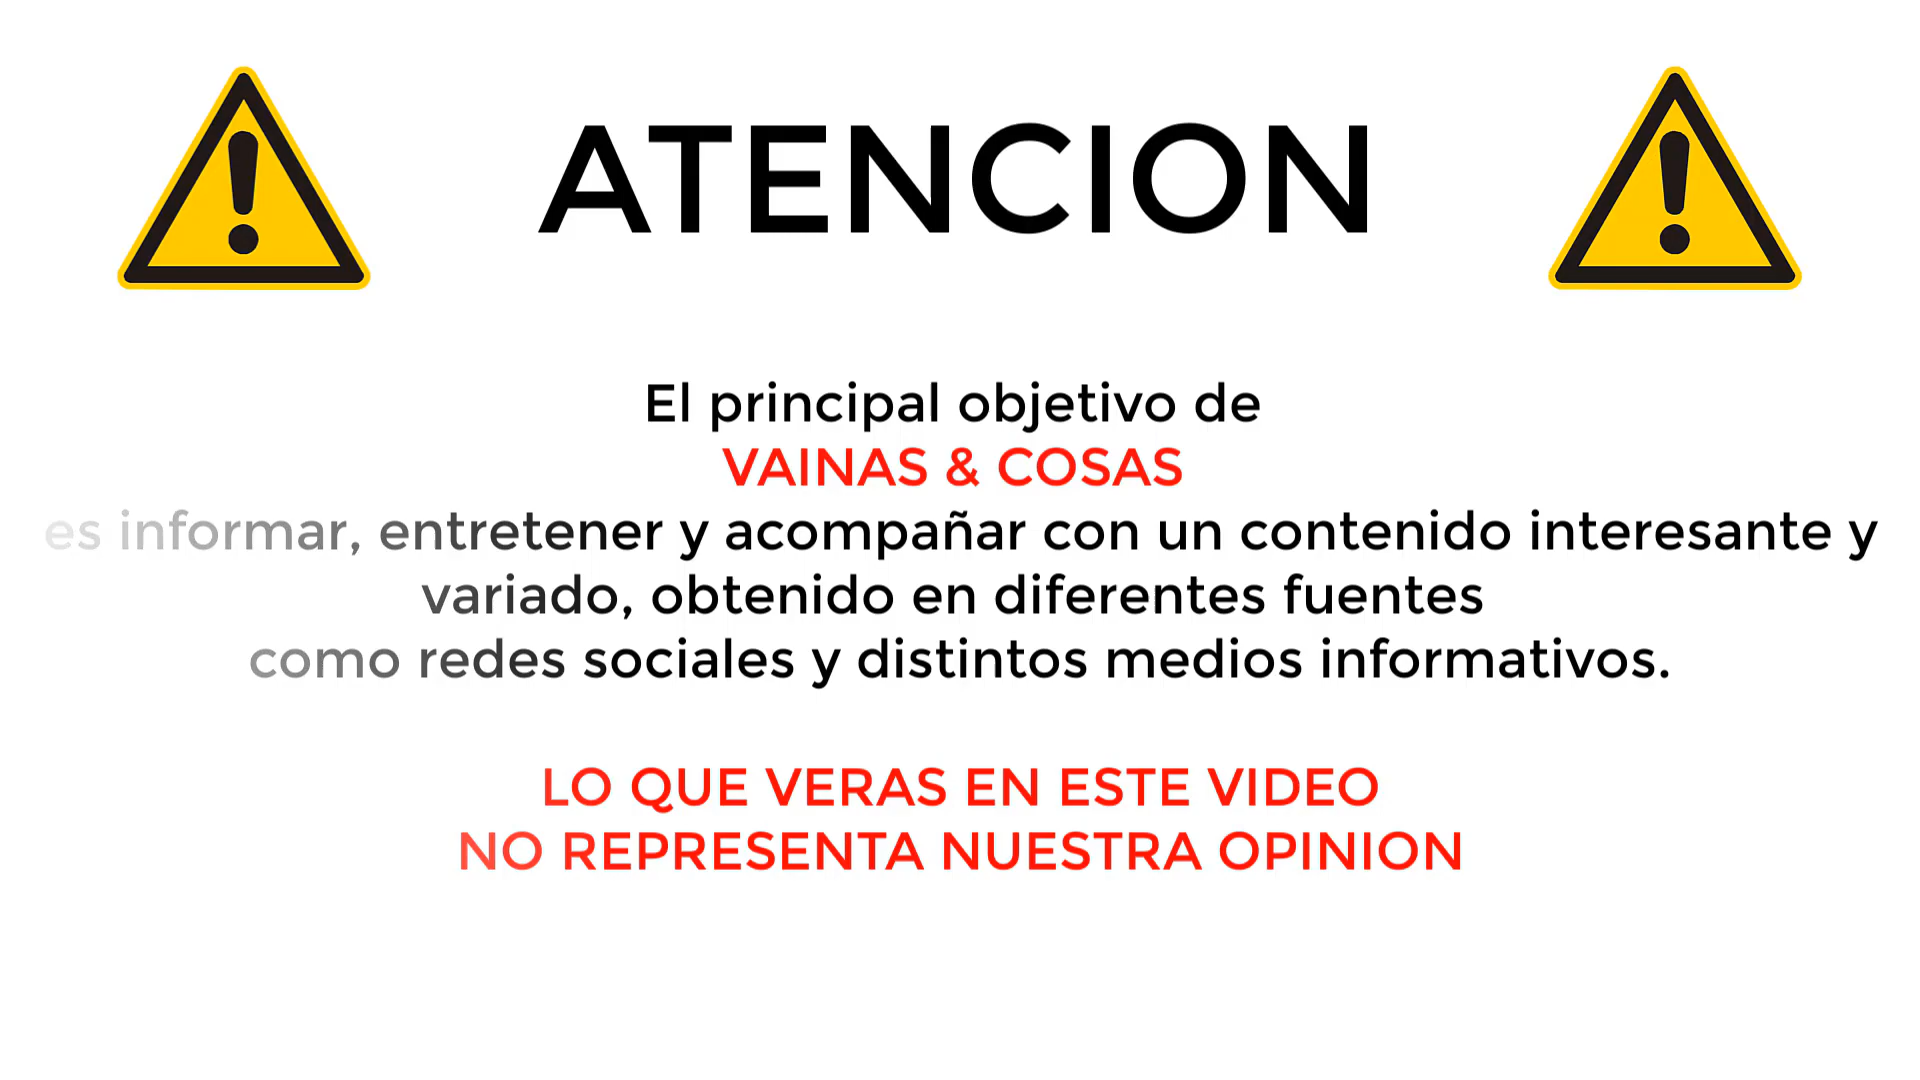 ATENCION
El principal objetivo de
VAINAS & COSAS
es informar, entretener y acompañar con un contenido interesante y
variado, obtenido en diferentes fuentes
como redes sociales y distintos medios informativos.
LO QUE VERAS EN ESTE VIDEO
NO REPRESENTA NUESTRA OPINION